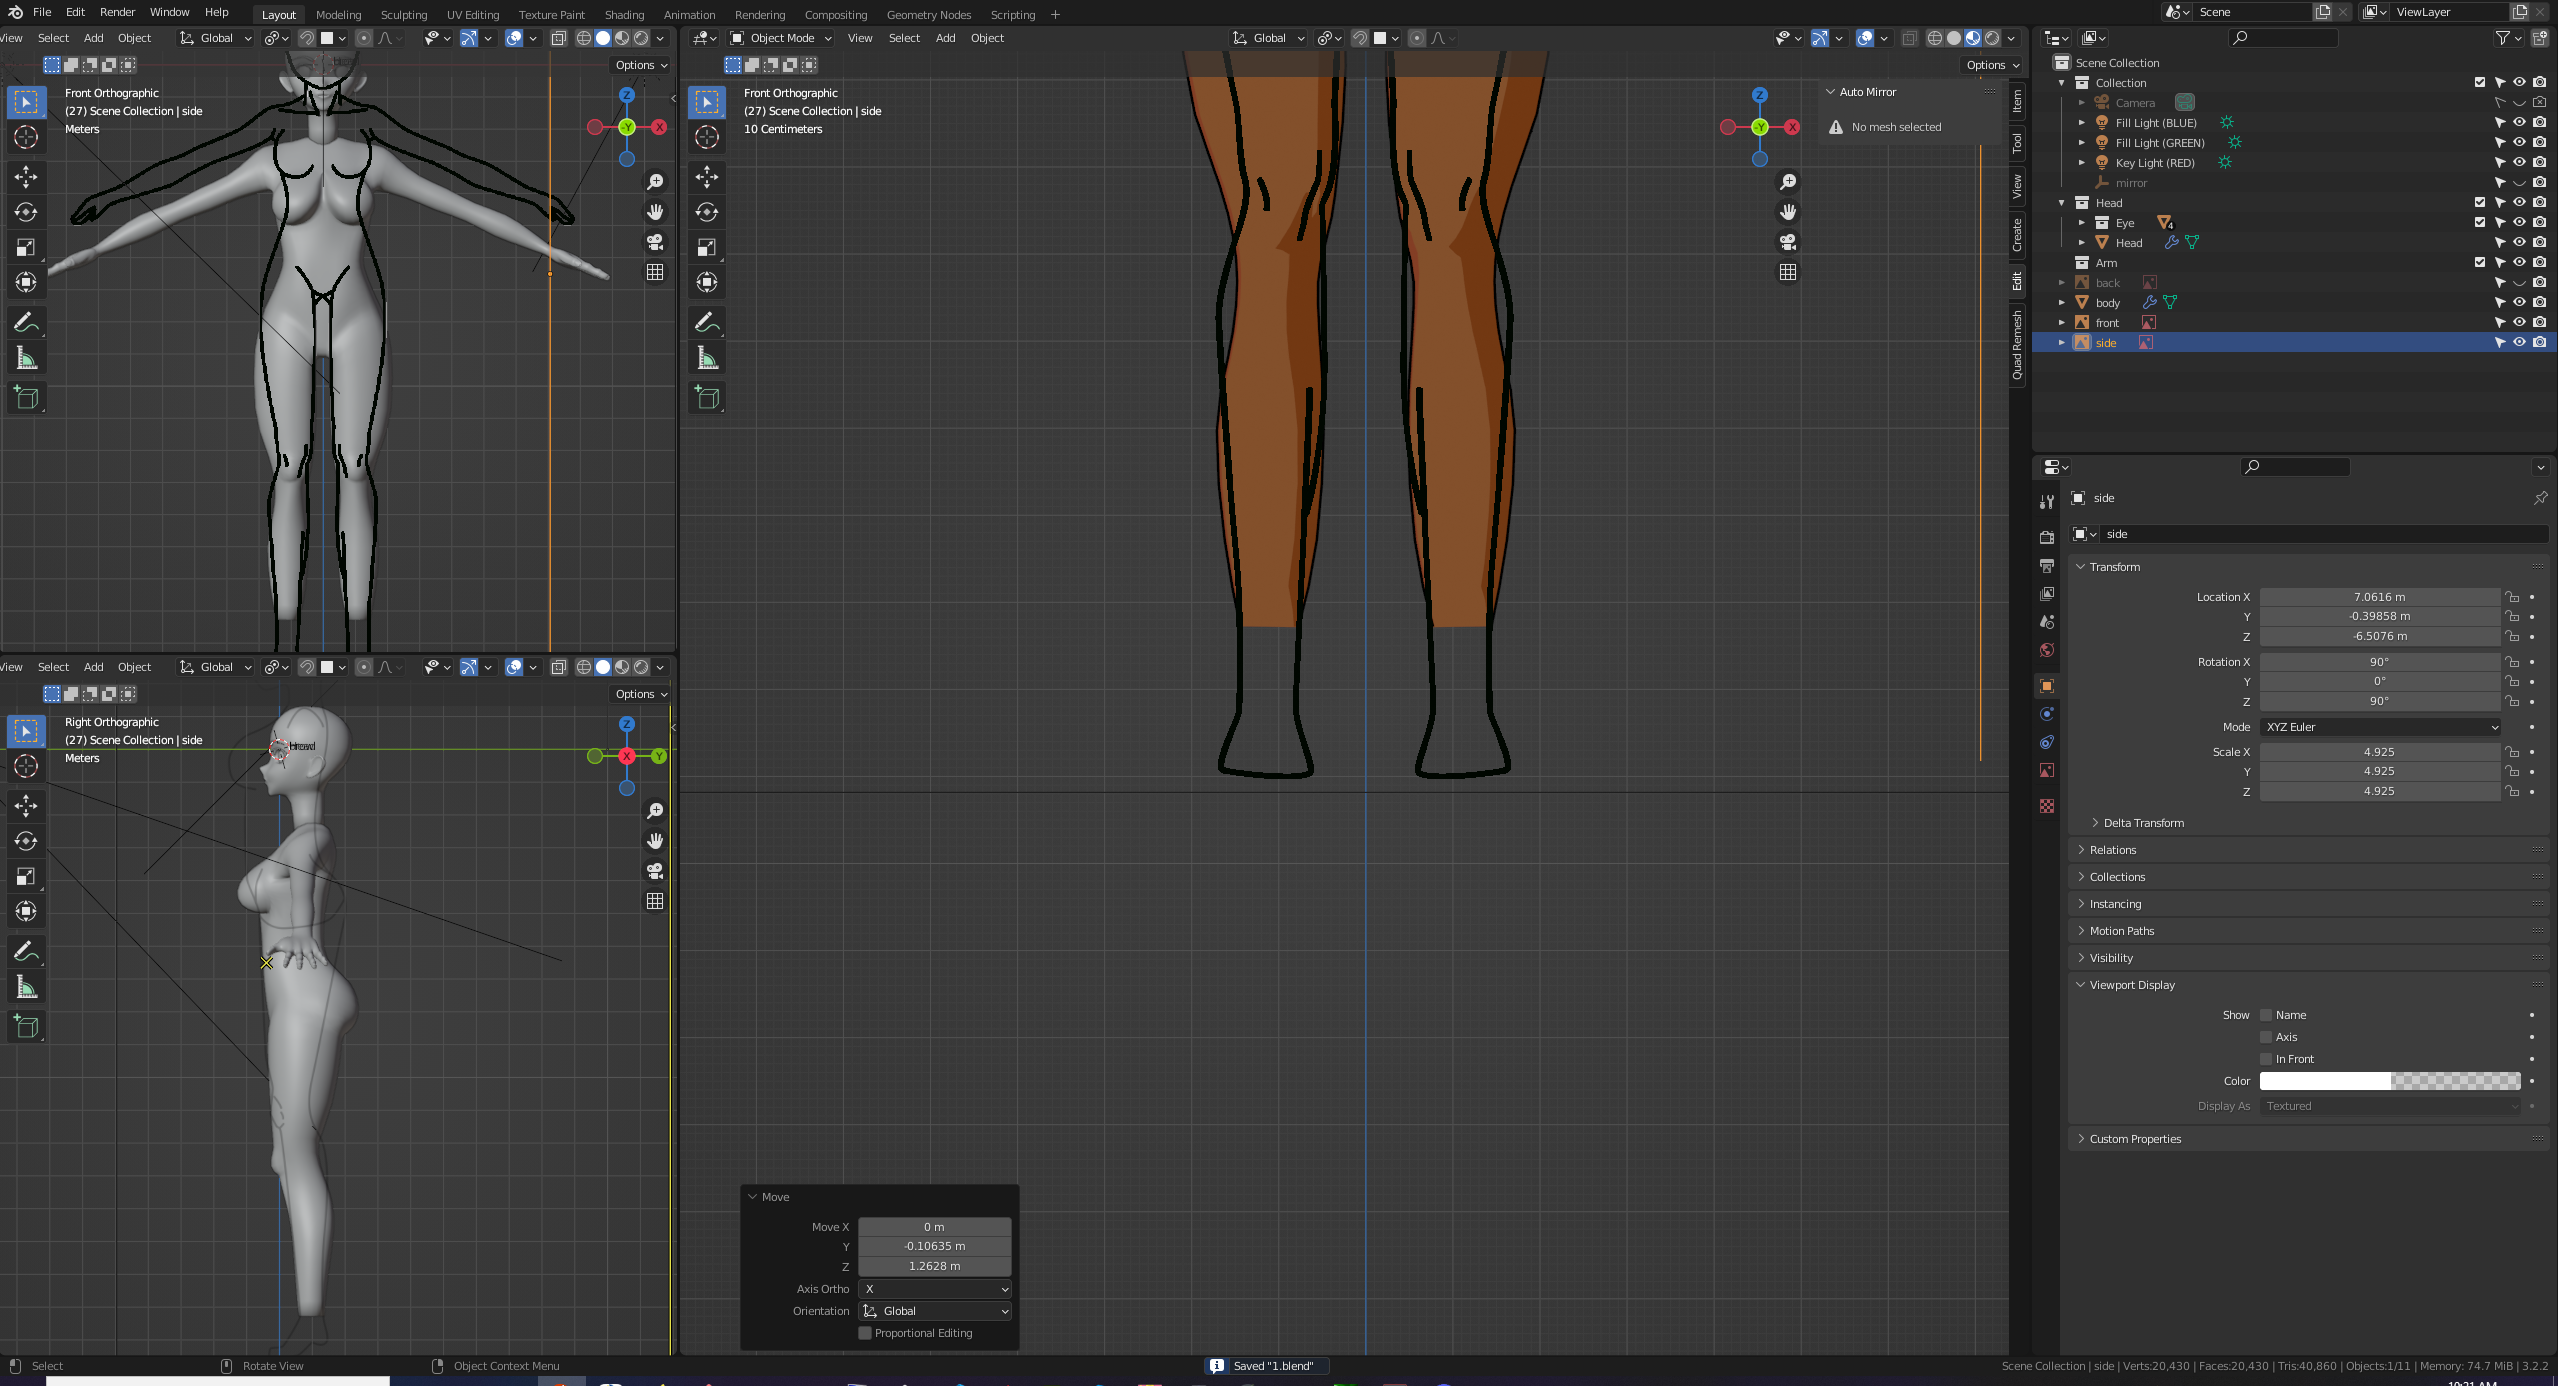 File Edit Render Window Help Layout Modeling Sculpting UV Editing Texture Paint Shading Animation Rendering Compositing Geometry Nodes Scripting + Scene ViewLayer
View Select Add Object Global
Options
Front Orthographic
(27) Scene Collection | side
Meters
Z
-Y
X
Object Mode View Select Add Object Global
Options
Front Orthographic
(27) Scene Collection | side
10 Centimeters
Z
-Y
X
Auto Mirror
No mesh selected
Item
Tool
View
Create
Edit
Quad Remesh
View Select Add Object Global
Options
Right Orthographic
(27) Scene Collection | side
Meters
Z
X
Y
Move
Move X 0 m
Y -0.10635 m
Z 1.2628 m
Axis Ortho X
Orientation Global
Proportional Editing
Scene Collection
Collection
Camera
Fill Light (BLUE)
Fill Light (GREEN)
Key Light (RED)
mirror
Head
Eye 4
Head
Arm
back
body
front
side
side
side
Transform
Location X 7.0616 m
Y -0.39858 m
Z -6.5076 m
Rotation X 90°
Y 0°
Z 90°
Mode XYZ Euler
Scale X 4.925
Y 4.925
Z 4.925
Delta Transform
Relations
Collections
Instancing
Motion Paths
Visibility
Viewport Display
Show Name
Axis
In Front
Color
Display As Textured
Custom Properties
Select Rotate View Object Context Menu Saved "1.blend" Scene Collection | side | Verts:20,430 | Faces:20,430 | Tris:40,860 | Objects:1/11 | Memory: 74.7 MiB | 3.2.2